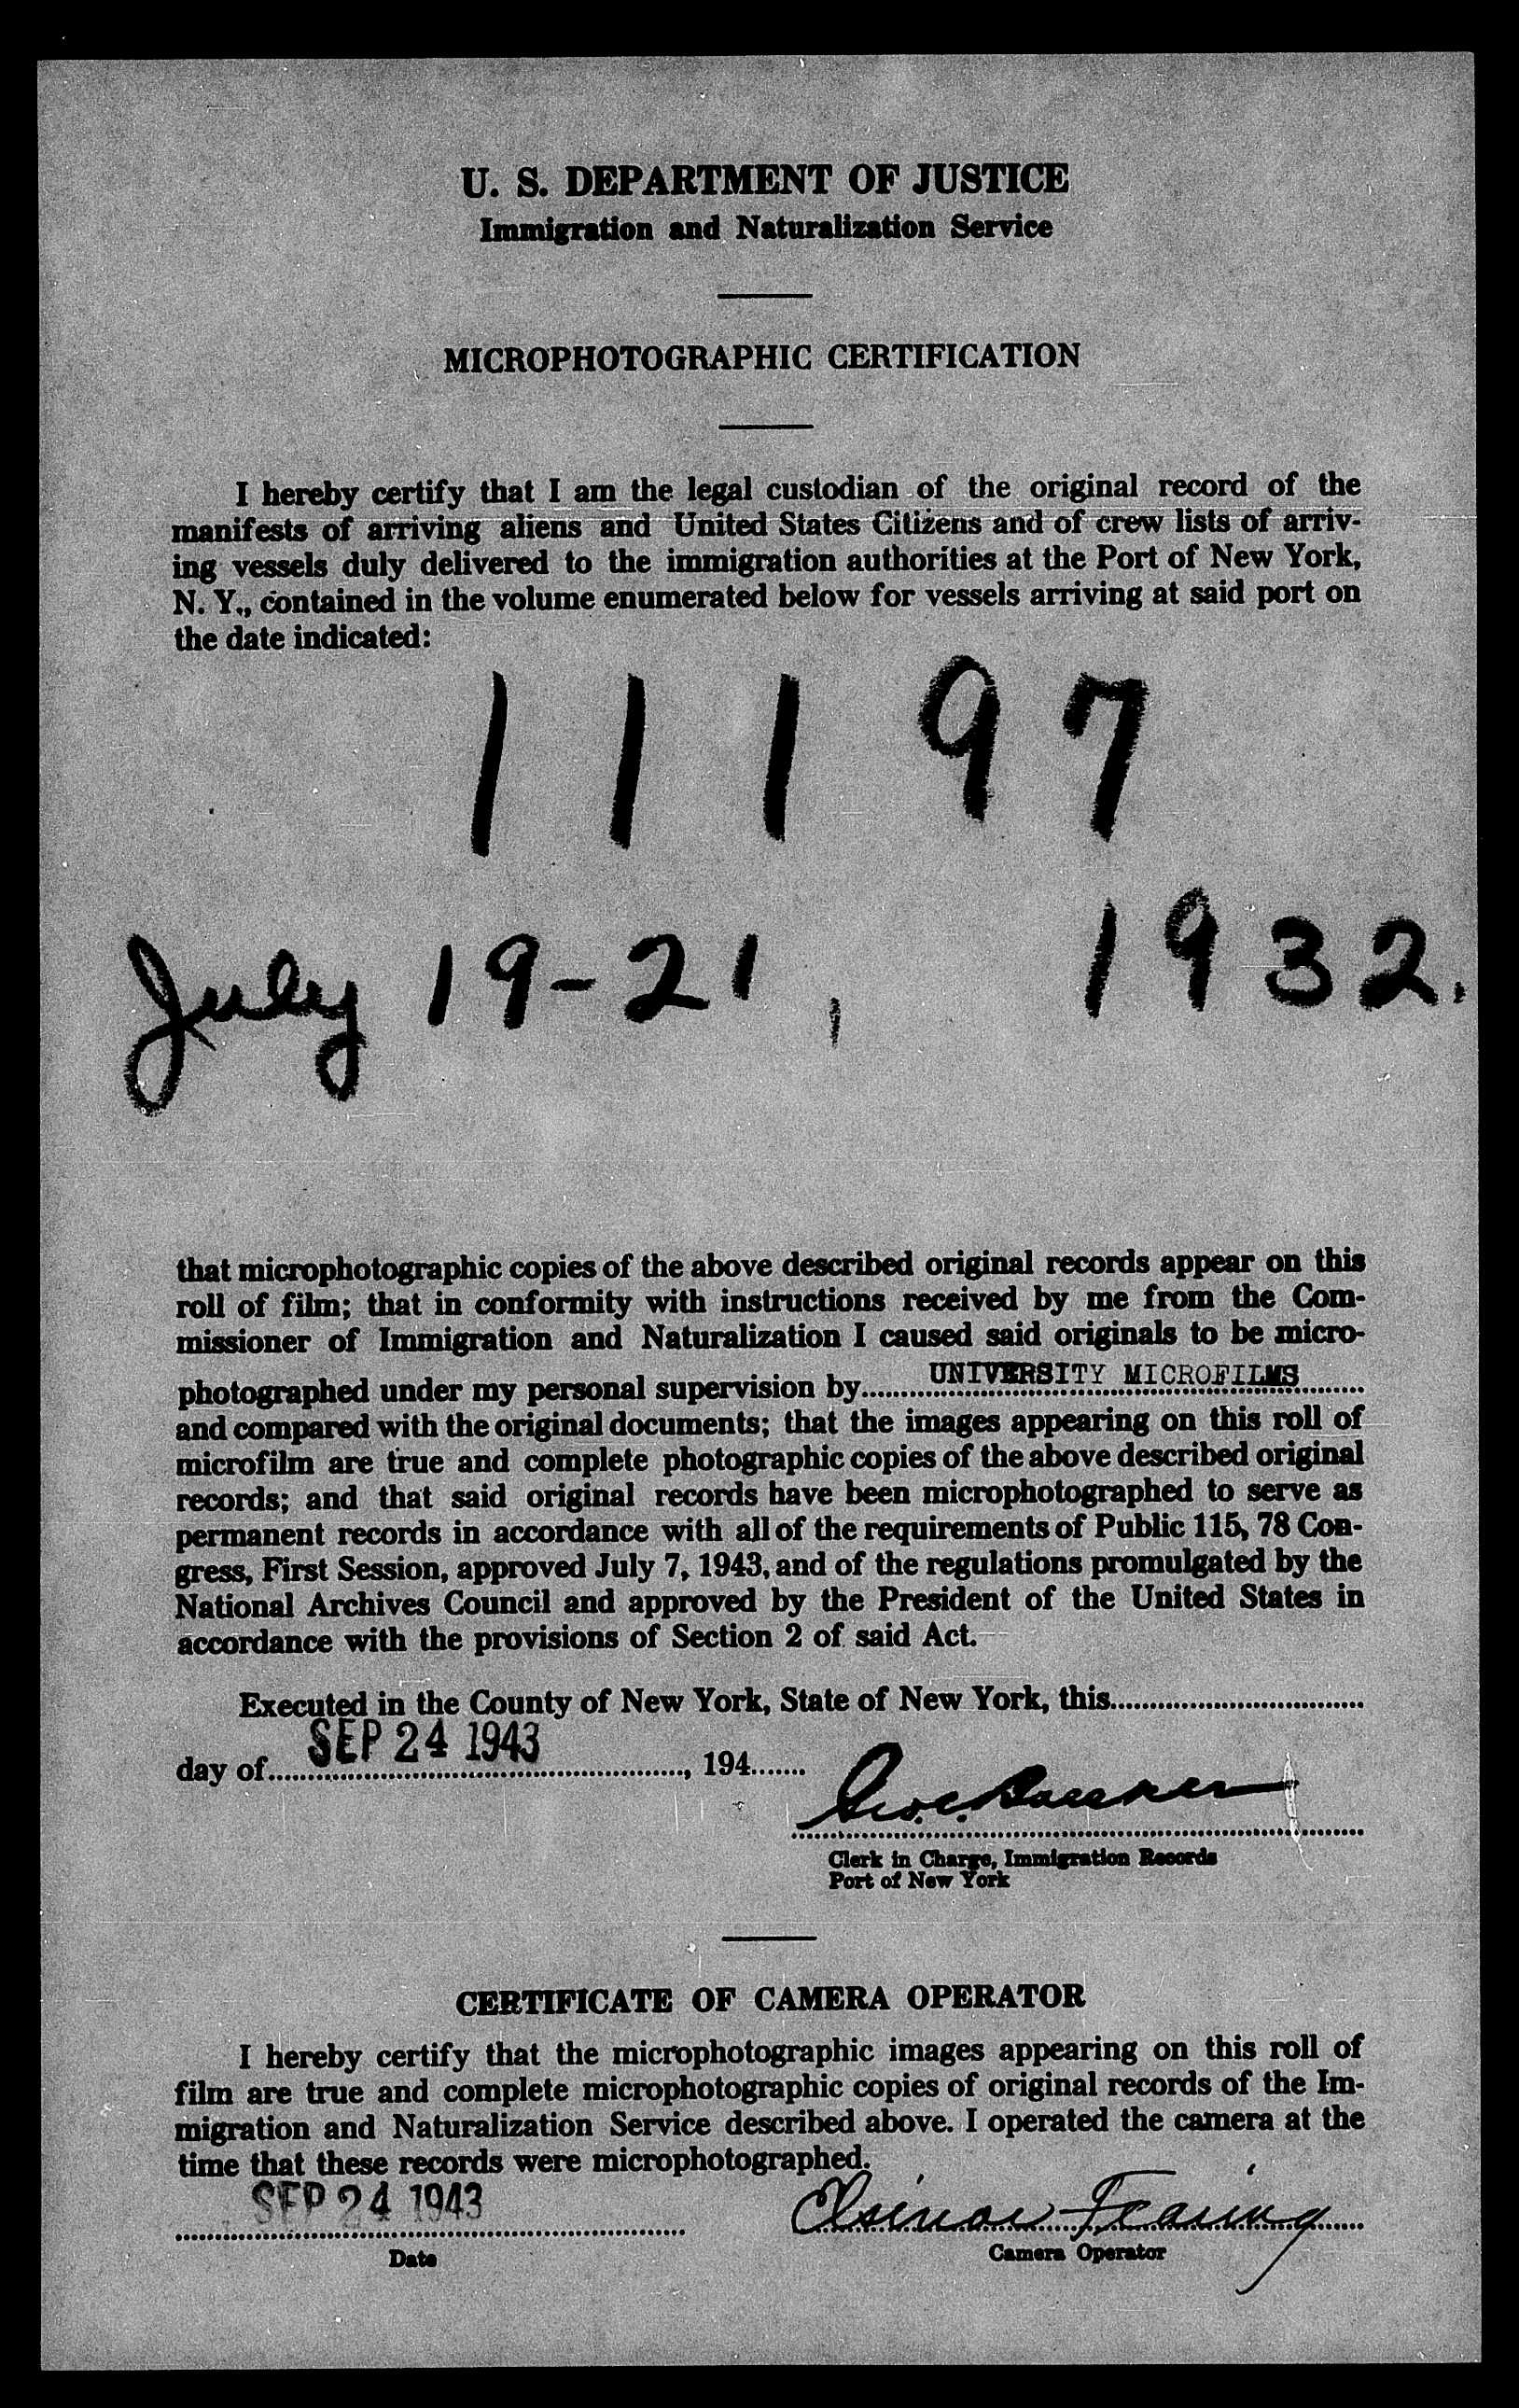 U. S. DEPARTMENT OF JUSTICE
Immigration and Naturalization Service
MICROPHOTOGRAPHIC CERTIFICATION
I hereby certify that I am the legal custodian of the original record of the
manifests of arriving aliens and United States Citizens and of crew lists of arriv-
ing vessels duly delivered to the immigration authorities at the Port of New York,
N. Y., contained in the volume enumerated below for vessels arriving at said port on
the date indicated:
11197
July 19-21, 1932.
that microphotographic copies of the above described original records appear on this
roll of film; that in conformity with instructions received by me from the Com-
missioner of Immigration and Naturalization I caused said originals to be micro-
photographed under my personal supervision by UNIVERSITY MICROFILMS
and compared with the original documents; that the images appearing on this roll of
microfilm are true and complete photographic copies of the above described original
records; and that said original records have been microphotographed to serve as
permanent records in accordance with all of the requirements of Public 115, 78 Con-
gress, First Session, approved July 7, 1943, and of the regulations promulgated by the
National Archives Council and approved by the President of the United States in
accordance with the provisions of Section 2 of said Act.
Executed in the County of New York, State of New York, this
day of SEP 24 1943, 194
Clerk in Charge, Immigration Records
Port of New York
CERTIFICATE OF CAMERA OPERATOR
I hereby certify that the microphotographic images appearing on this roll of
film are true and complete microphotographic copies of original records of the Im-
migration and Naturalization Service described above. I operated the camera at the
time that these records were microphotographed.
SEP 24 1943
Date
Camera Operator